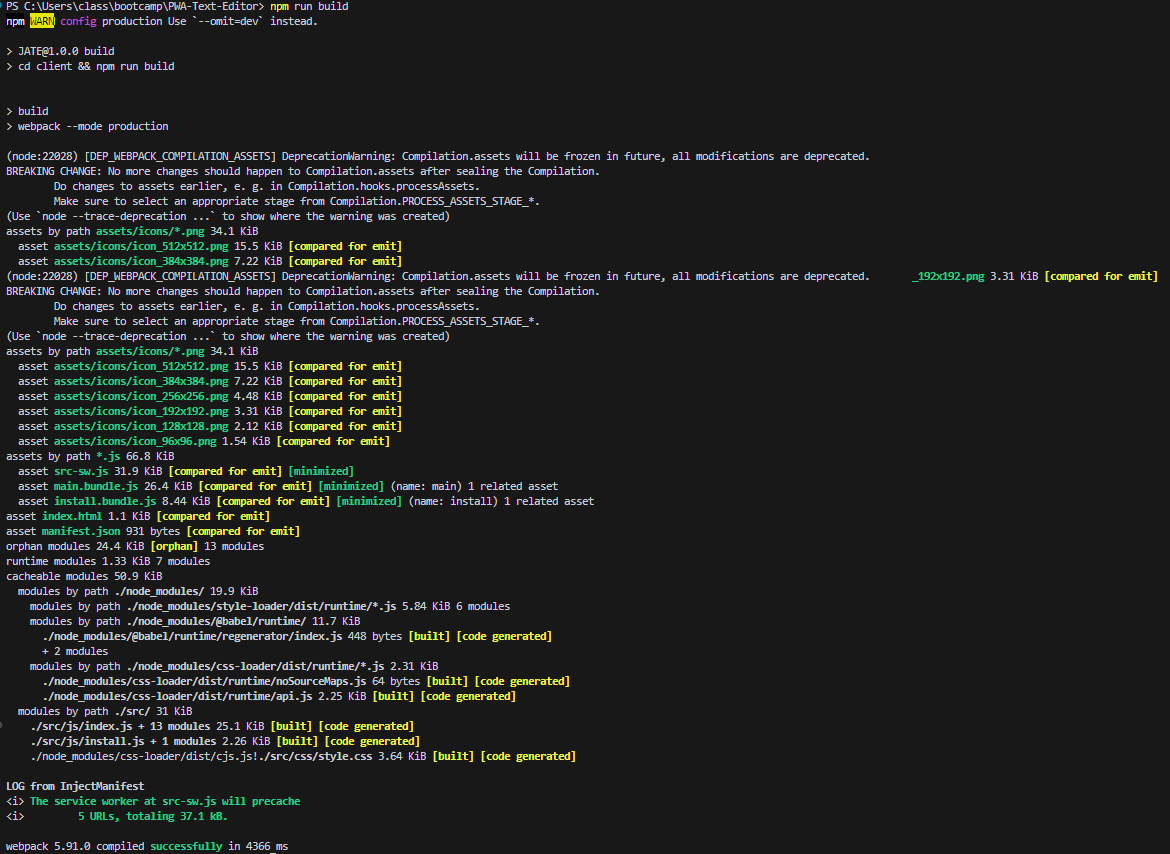 PS C:\Users\class\bootcamp\PWA-Text-Editor> npm run build
npm WARN config production Use `--omit=dev` instead.
> JATE@1.0.0 build
> cd client && npm run build
> build
> webpack --mode production
(node:22028) [DEP_WEBPACK_COMPILATION_ASSETS] DeprecationWarning: Compilation.assets will be frozen in future, all modifications are deprecated.
BREAKING CHANGE: No more changes should happen to Compilation.assets after sealing the Compilation.
        Do changes to assets earlier, e. g. in Compilation.hooks.processAssets.
        Make sure to select an appropriate stage from Compilation.PROCESS_ASSETS_STAGE_*.
(Use `node --trace-deprecation ...` to show where the warning was created)
assets by path assets/icons/*.png 34.1 KiB
  asset assets/icons/icon_512x512.png 15.5 KiB [compared for emit]
  asset assets/icons/icon_384x384.png 7.22 KiB [compared for emit]
(node:22028) [DEP_WEBPACK_COMPILATION_ASSETS] DeprecationWarning: Compilation.assets will be frozen in future, all modifications are deprecated.       _192x192.png 3.31 KiB [compared for emit]
BREAKING CHANGE: No more changes should happen to Compilation.assets after sealing the Compilation.
        Do changes to assets earlier, e. g. in Compilation.hooks.processAssets.
        Make sure to select an appropriate stage from Compilation.PROCESS_ASSETS_STAGE_*.
(Use `node --trace-deprecation ...` to show where the warning was created)
assets by path assets/icons/*.png 34.1 KiB
  asset assets/icons/icon_512x512.png 15.5 KiB [compared for emit]
  asset assets/icons/icon_384x384.png 7.22 KiB [compared for emit]
  asset assets/icons/icon_256x256.png 4.48 KiB [compared for emit]
  asset assets/icons/icon_192x192.png 3.31 KiB [compared for emit]
  asset assets/icons/icon_128x128.png 2.12 KiB [compared for emit]
  asset assets/icons/icon_96x96.png 1.54 KiB [compared for emit]
assets by path *.js 66.8 KiB
  asset src-sw.js 31.9 KiB [compared for emit] [minimized]
  asset main.bundle.js 26.4 KiB [compared for emit] [minimized] (name: main) 1 related asset
  asset install.bundle.js 8.44 KiB [compared for emit] [minimized] (name: install) 1 related asset
asset index.html 1.1 KiB [compared for emit]
asset manifest.json 931 bytes [compared for emit]
orphan modules 24.4 KiB [orphan] 13 modules
runtime modules 1.33 KiB 7 modules
cacheable modules 50.9 KiB
  modules by path ./node_modules/ 19.9 KiB
    modules by path ./node_modules/style-loader/dist/runtime/*.js 5.84 KiB 6 modules
    modules by path ./node_modules/@babel/runtime/ 11.7 KiB
      ./node_modules/@babel/runtime/regenerator/index.js 448 bytes [built] [code generated]
      + 2 modules
    modules by path ./node_modules/css-loader/dist/runtime/*.js 2.31 KiB
      ./node_modules/css-loader/dist/runtime/noSourceMaps.js 64 bytes [built] [code generated]
      ./node_modules/css-loader/dist/runtime/api.js 2.25 KiB [built] [code generated]
  modules by path ./src/ 31 KiB
    ./src/js/index.js + 13 modules 25.1 KiB [built] [code generated]
    ./src/js/install.js + 1 modules 2.26 KiB [built] [code generated]
    ./node_modules/css-loader/dist/cjs.js!./src/css/style.css 3.64 KiB [built] [code generated]
LOG from InjectManifest
<i> The service worker at src-sw.js will precache
<i>         5 URLs, totaling 37.1 kB.
webpack 5.91.0 compiled successfully in 4366 ms